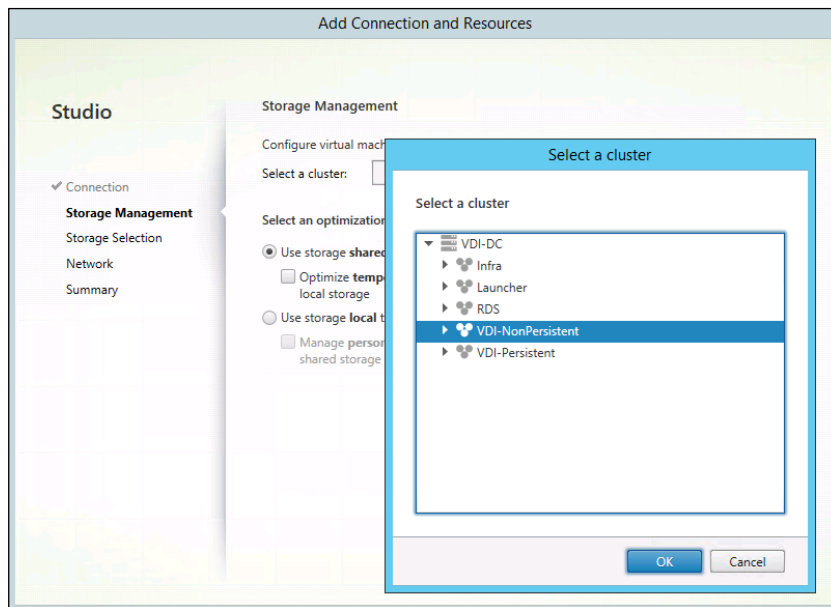 Add Connection and Resources
Studio
Connection
Storage Management
Storage Selection
Network
Summary
Storage Management
Configure virtual mach
Select a cluster:
Select an optimization
Use storage shared
Optimize tempo
local storage
Use storage local t
Manage person
shared storage
Select a cluster
Select a cluster
VDI-DC
Infra
Launcher
RDS
VDI-NonPersistent
VDI-Persistent
OK
Cancel